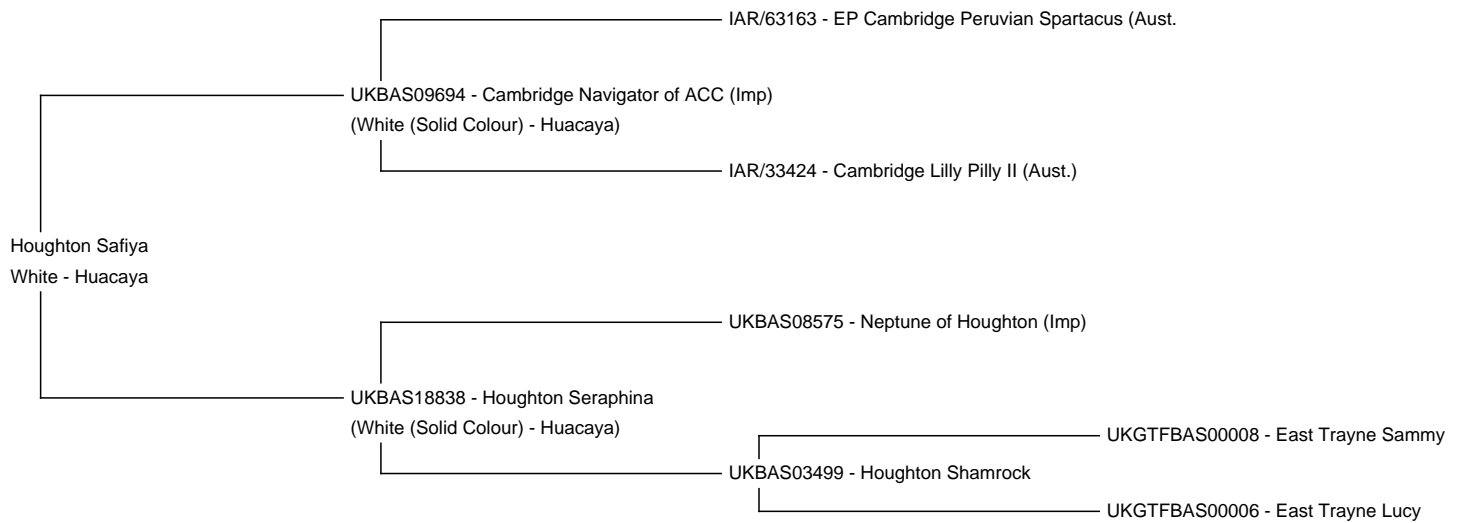 IAR/63163 - EP Cambridge Peruvian Spartacus (Aust.
UKBAS09694 - Cambridge Navigator of ACC (Imp)
(White (Solid Colour) - Huacaya)
IAR/33424 - Cambridge Lilly Pilly II (Aust.)
Houghton Safiya
White - Huacaya
UKBAS08575 - Neptune of Houghton (Imp)
UKBAS18838 - Houghton Seraphina
(White (Solid Colour) - Huacaya)
UKGTFBAS00008 - East Trayne Sammy
UKBAS03499 - Houghton Shamrock
UKGTFBAS00006 - East Trayne Lucy